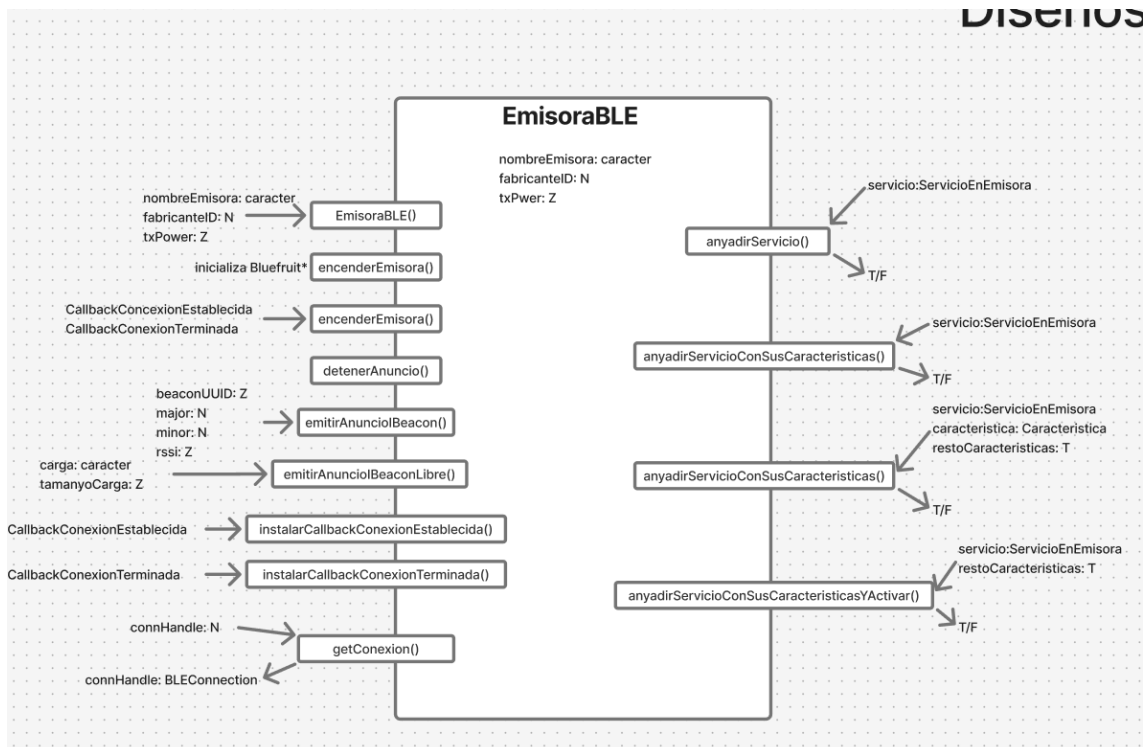 Diseños
EmisoraBLE
nombreEmisora: caracter
fabricanteID: N
txPwer: Z
nombreEmisora: caracter
fabricanteID: N
txPower: Z
EmisoraBLE()
inicializa Bluefruit*
encenderEmisora()
CallbackConcexionEstablecida
CallbackConexionTerminada
encenderEmisora()
detenerAnuncio()
beaconUUID: Z
major: N
minor: N
rssi: Z
emitirAnuncioIBeacon()
carga: caracter
tamanyoCarga: Z
emitirAnuncioIBeaconLibre()
CallbackConexionEstablecida
instalarCallbackConexionEstablecida()
CallbackConexionTerminada
instalarCallbackConexionTerminada()
connHandle: N
getConexion()
connHandle: BLEConnection
servicio:ServicioEnEmisora
anyadirServicio()
T/F
servicio:ServicioEnEmisora
anyadirServicioConSusCaracteristicas()
T/F
servicio:ServicioEnEmisora
caracteristica: Caracteristica
restoCaracteristicas: T
anyadirServicioConSusCaracteristicas()
T/F
servicio:ServicioEnEmisora
restoCaracteristicas: T
anyadirServicioConSusCaracteristicasYActivar()
T/F